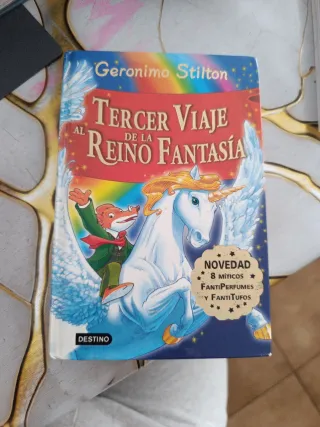 Geronimo Stilton
TERCER VIAJE
AL DE LA
REINO FANTASÍA
NOVEDAD
8 MÍTICOS
FANTIPERFUMES
Y FANTITUFOS
DESTINO